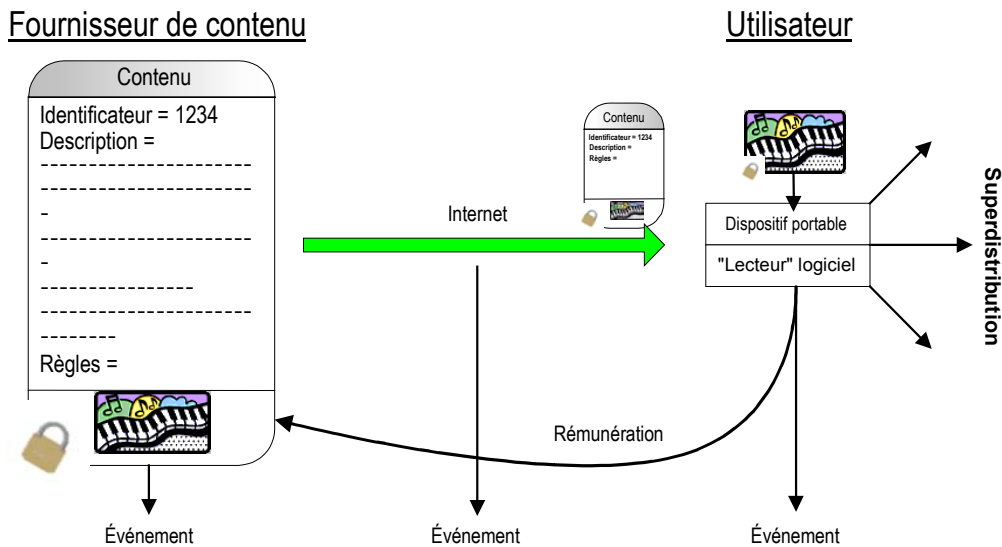 Fournisseur de contenu
Utilisateur
Contenu
Identificateur = 1234
Description =
-----------------------
-----------------------
-
-----------------------
-
----------------
-----------------------
--------
Règles =
Internet
Contenu
Identificateur = 1234
Description =
Règles =
Dispositif portable
"Lecteur" logiciel
Superdistribution
Rémunération
Événement
Événement
Événement